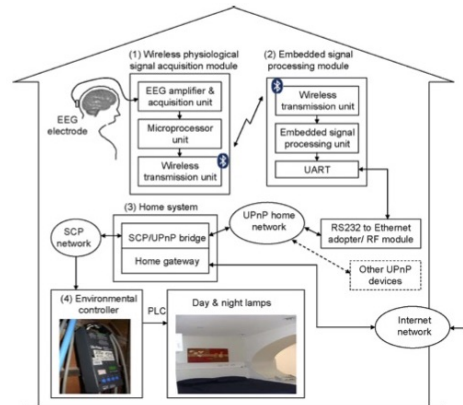 (1) Wireless physiological
signal acquisition module
EEG amplifier &
acquisition unit
Microprocessor
unit
Wireless
transmission unit
EEG
electrode
(2) Embedded signal
processing module
Wireless
transmission unit
Embedded signal
processing unit
UART
(3) Home system
SCP/UPnP bridge
Home gateway
SCP
network
UPnP home
network
RS232 to Ethernet
adopter/ RF module
Other UPnP
devices
(4) Environmental
controller
PLC
Day & night lamps
Internet
network